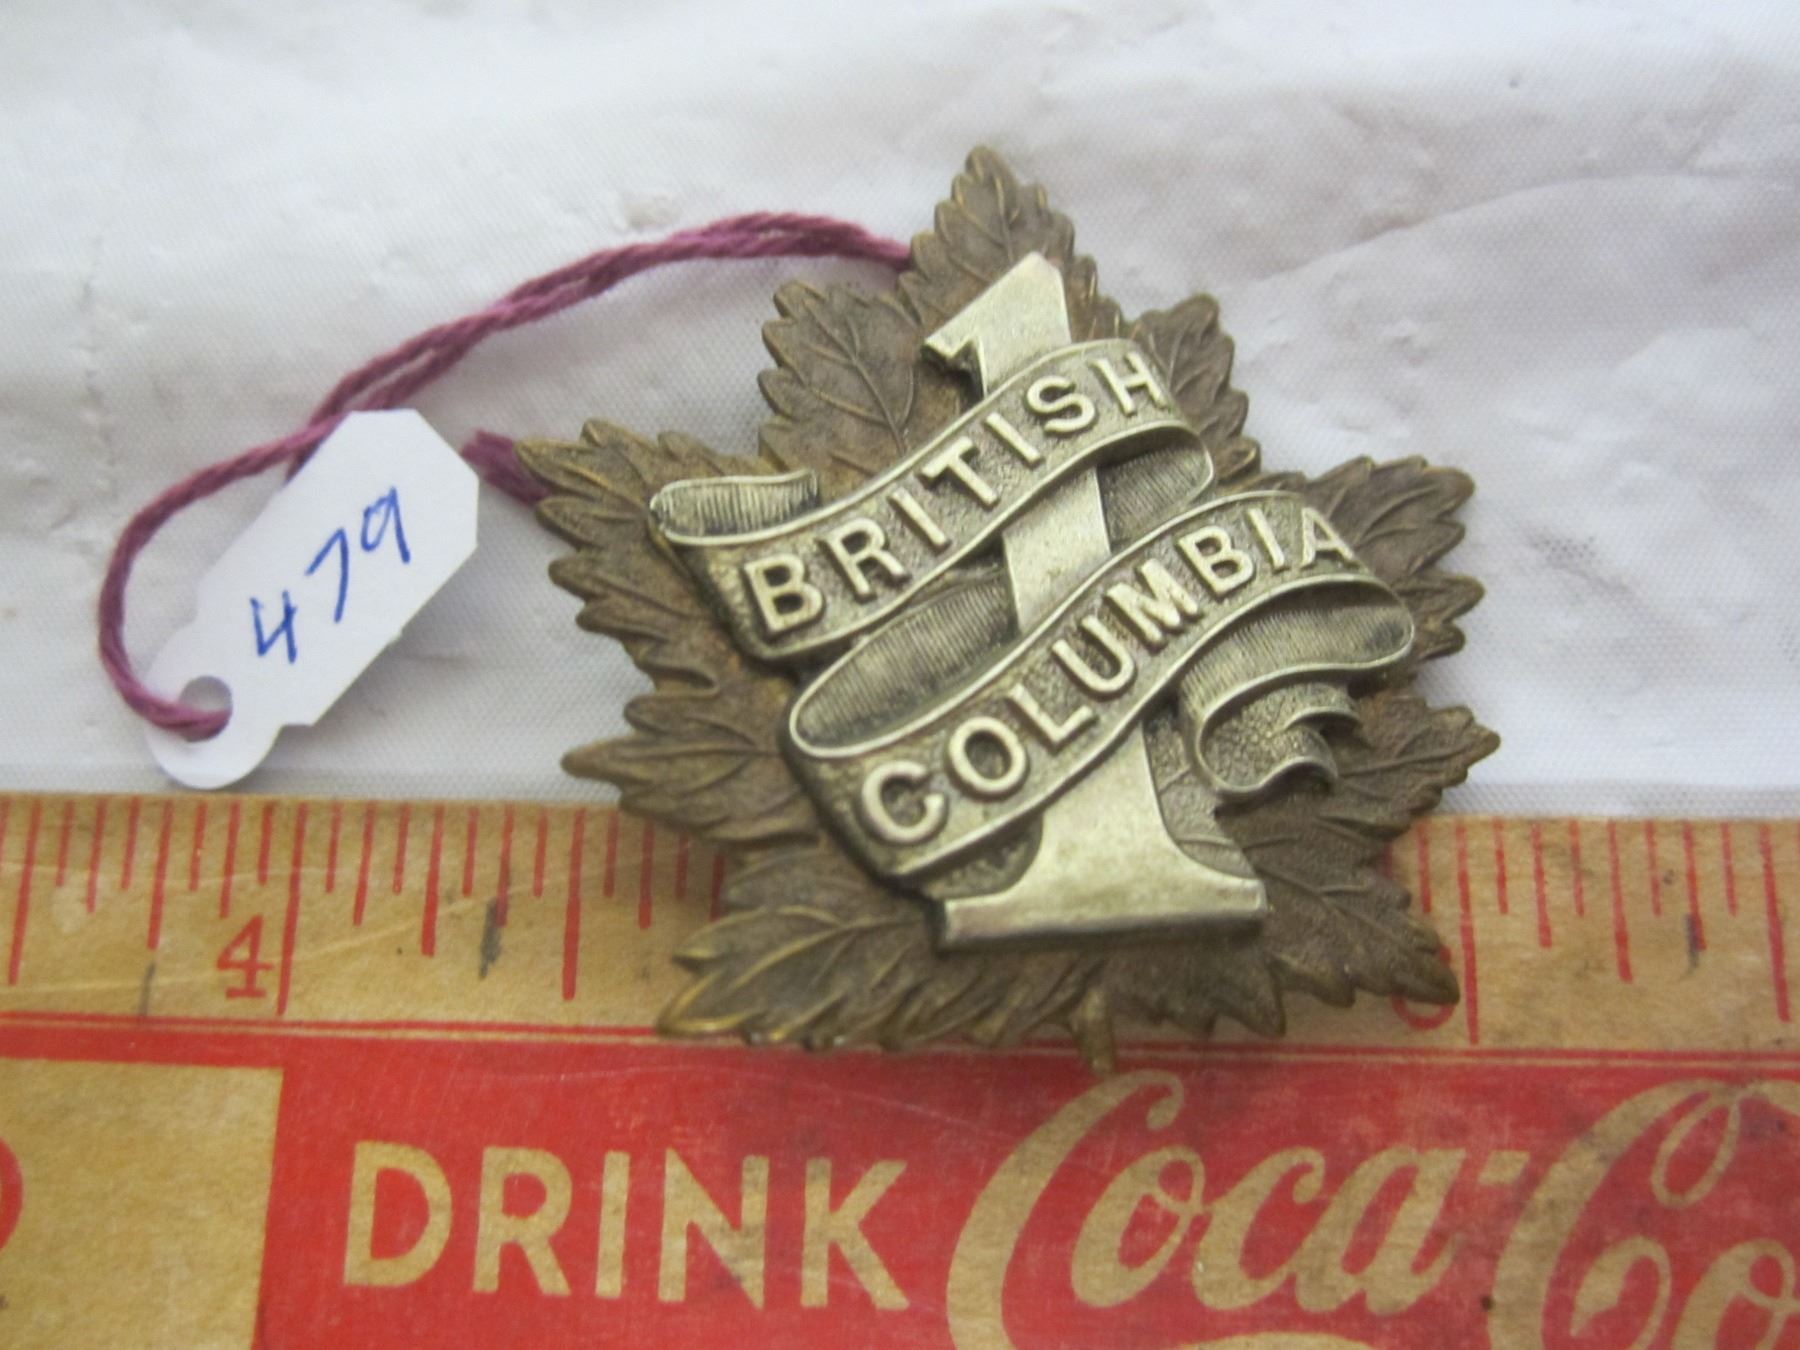 479
1
BRITISH
COLUMBIA
4
DRINK Coca-Co